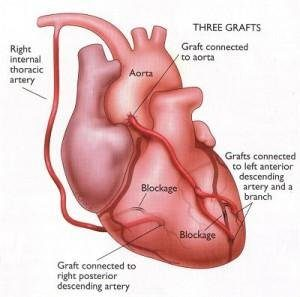 THREE GRAFTS
Right
internal
thoracic
artery
Graft connected
to aorta
Aorta
Grafts connected
to left anterior
descending
artery and a
branch
Blockage
Blockage
Graft connected to
right posterior
descending artery